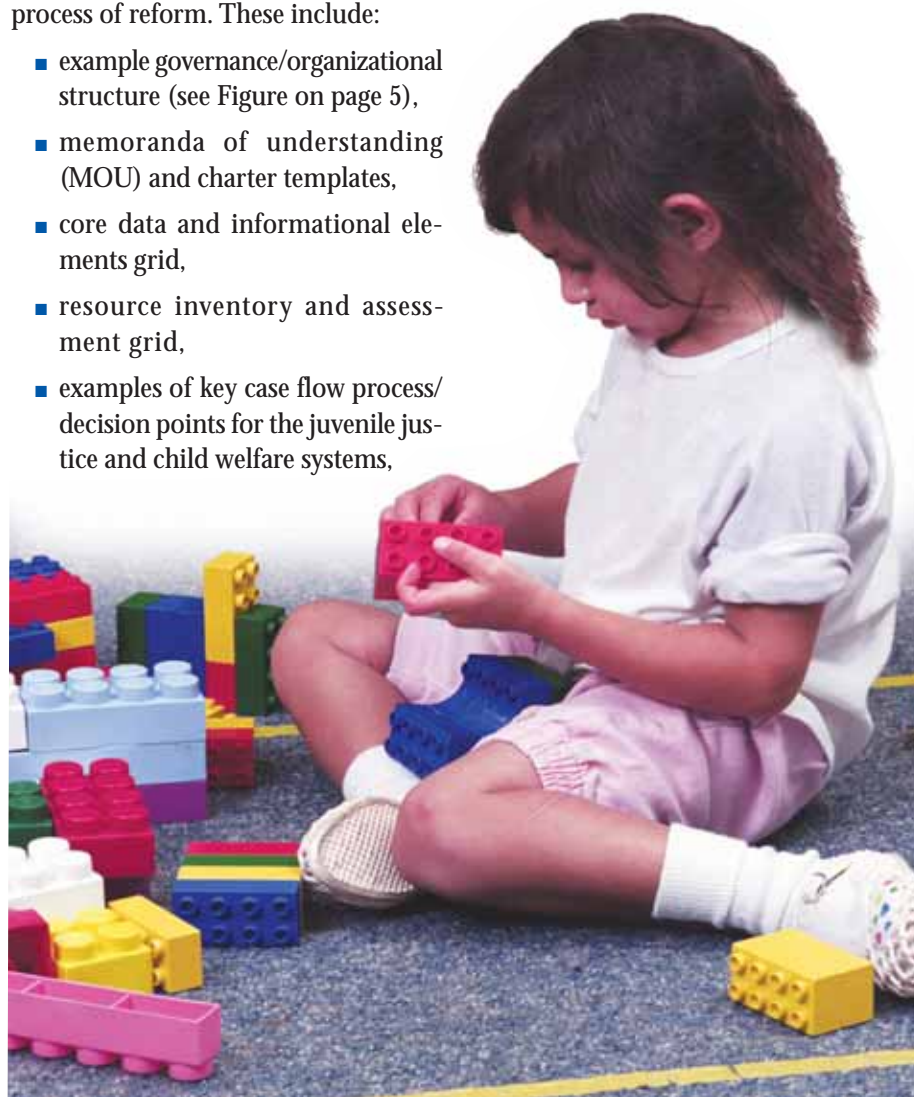 process of reform. These include:
■ example governance/organizational
structure (see Figure on page 5),
■ memoranda of understanding
(MOU) and charter templates,
■ core data and informational ele-
ments grid,
■ resource inventory and assess-
ment grid,
■ examples of key case flow process/
decision points for the juvenile jus-
tice and child welfare systems,